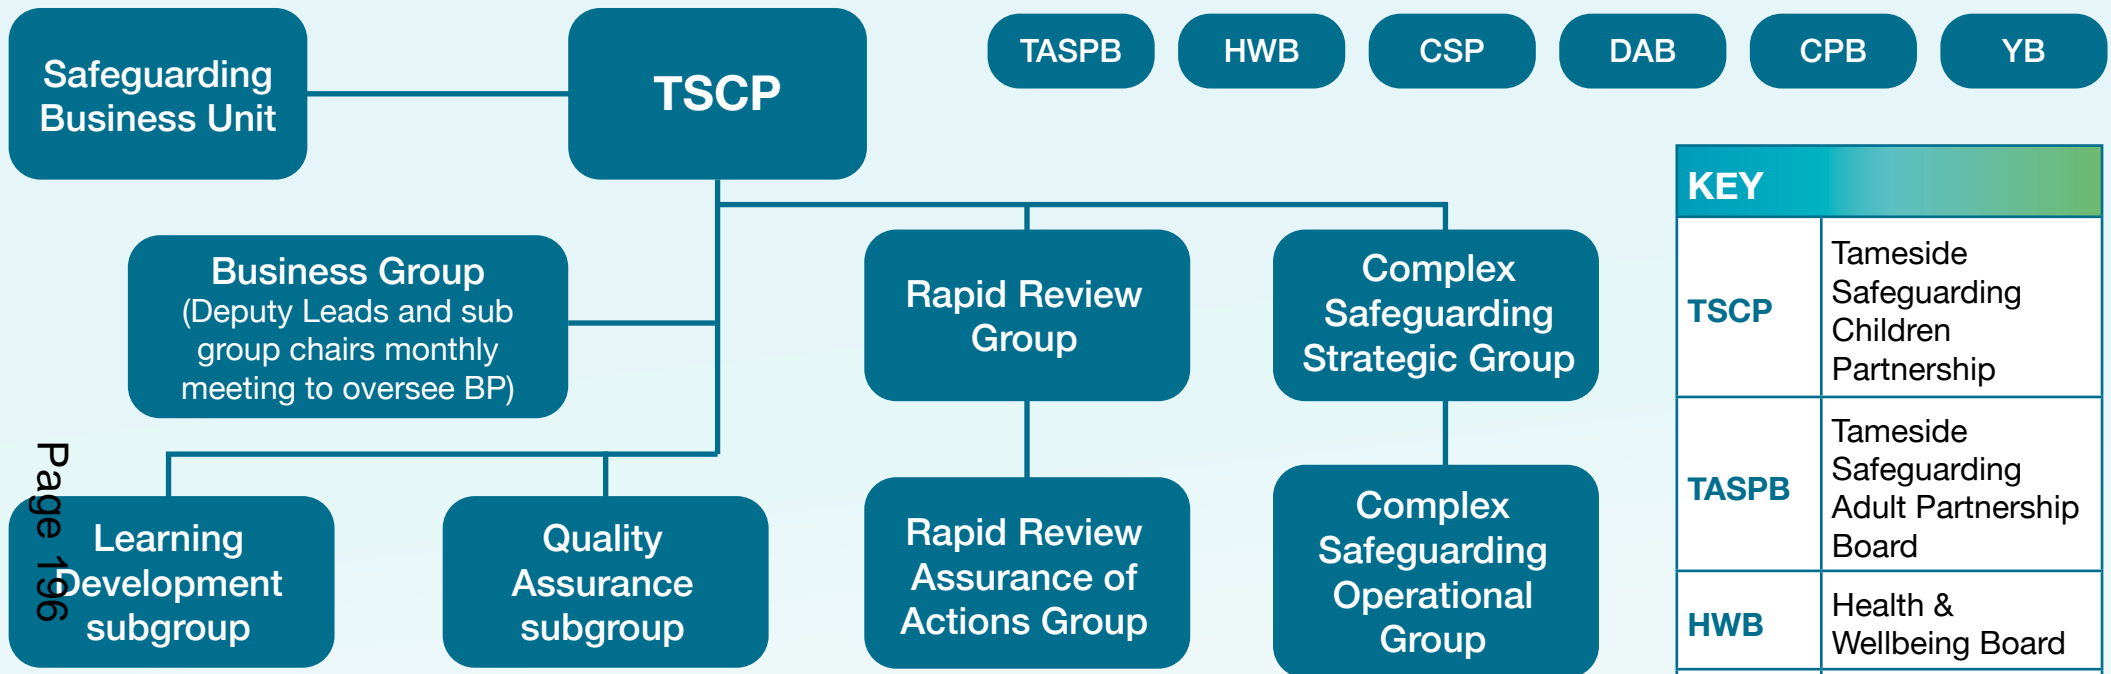 Safeguarding
Business Unit
TSCP
TASPB
HWB
CSP
DAB
CPB
YB
Business Group
(Deputy Leads and sub
group chairs monthly
meeting to oversee BP)
Rapid Review
Group
Complex
Safeguarding
Strategic Group
Learning
Development
subgroup
Quality
Assurance
subgroup
Rapid Review
Assurance of
Actions Group
Complex
Safeguarding
Operational
Group
KEY
TSCP
Tameside
Safeguarding
Children
Partnership
TASPB
Tameside
Safeguarding
Adult Partnership
Board
HWB
Health &
Wellbeing Board
Page 196